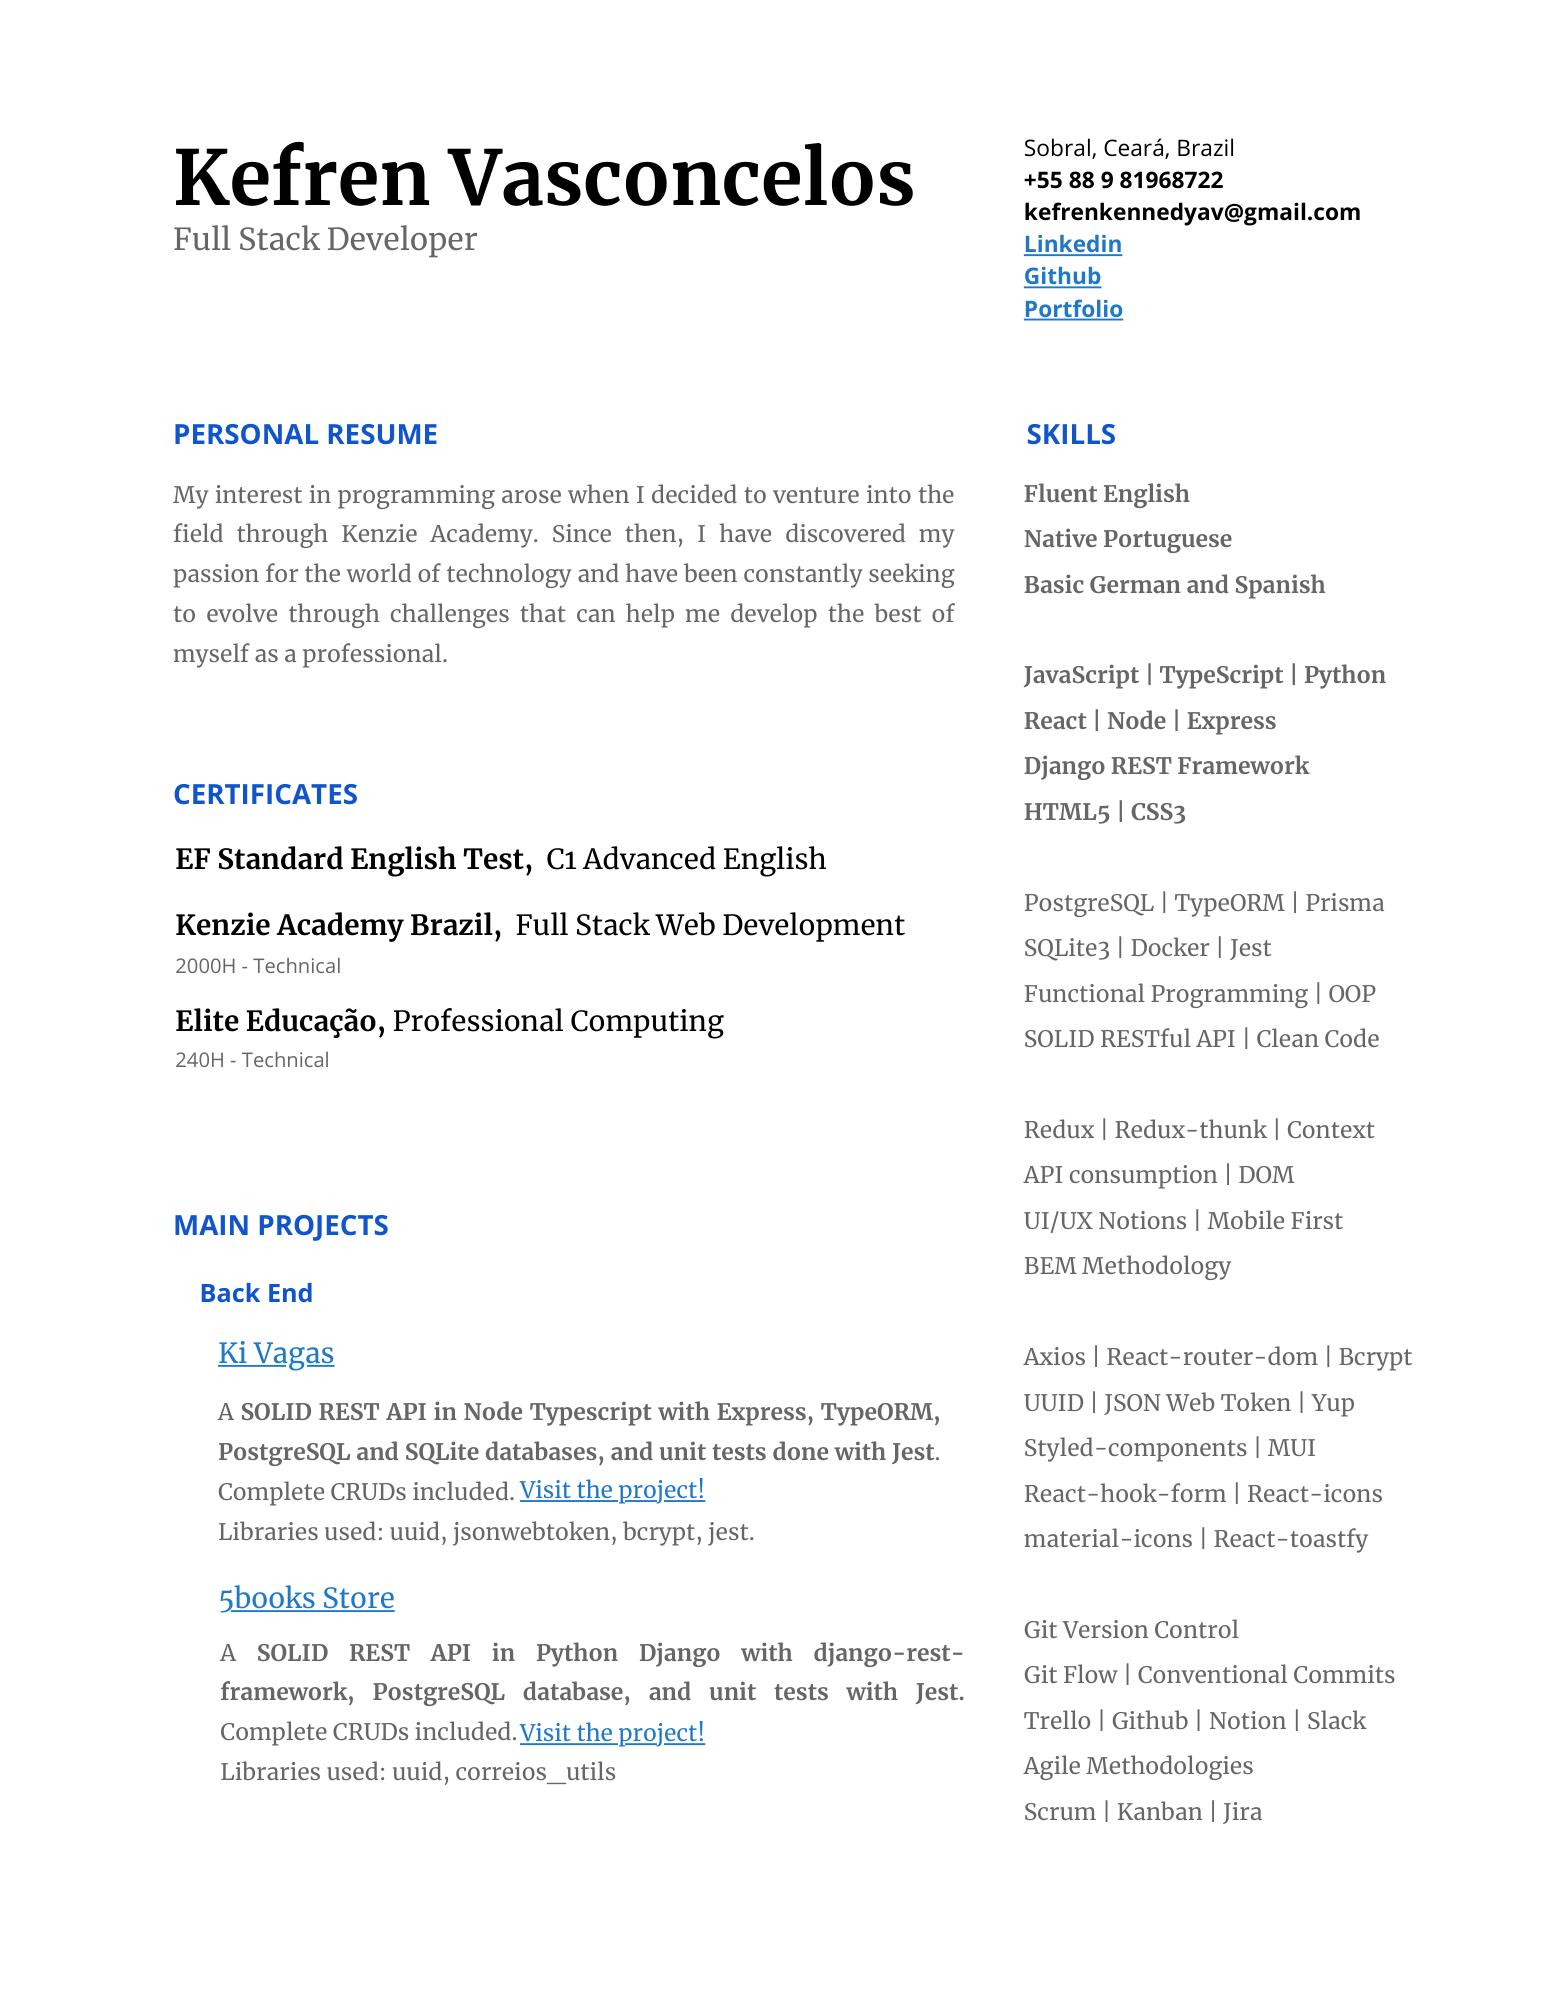 Kefren Vasconcelos
Full Stack Developer
Sobral, Ceará, Brazil
+55 88 9 81968722
kefrenkennedyav@gmail.com
Linkedin
Github
Portfolio
PERSONAL RESUME
My interest in programming arose when I decided to venture into the
field through Kenzie Academy. Since then, I have discovered my
passion for the world of technology and have been constantly seeking
to evolve through challenges that can help me develop the best of
myself as a professional.
CERTIFICATES
EF Standard English Test, C1 Advanced English
Kenzie Academy Brazil, Full Stack Web Development
2000H - Technical
Elite Educação, Professional Computing
240H - Technical
MAIN PROJECTS
Back End
Ki Vagas
A SOLID REST API in Node Typescript with Express, TypeORM,
PostgreSQL and SQLite databases, and unit tests done with Jest.
Complete CRUDs included. Visit the project!
Libraries used: uuid, jsonwebtoken, bcrypt, jest.
5books Store
A SOLID REST API in Python Django with django-rest-
framework, PostgreSQL database, and unit tests with Jest.
Complete CRUDs included. Visit the project!
Libraries used: uuid, correios_utils
SKILLS
Fluent English
Native Portuguese
Basic German and Spanish
JavaScript | TypeScript | Python
React | Node | Express
Django REST Framework
HTML5 | CSS3
PostgreSQL | TypeORM | Prisma
SQLite3 | Docker | Jest
Functional Programming | OOP
SOLID RESTful API | Clean Code
Redux | Redux-thunk | Context
API consumption | DOM
UI/UX Notions | Mobile First
BEM Methodology
Axios | React-router-dom | Bcrypt
UUID | JSON Web Token | Yup
Styled-components | MUI
React-hook-form | React-icons
material-icons | React-toastfy
Git Version Control
Git Flow | Conventional Commits
Trello | Github | Notion | Slack
Agile Methodologies
Scrum | Kanban | Jira